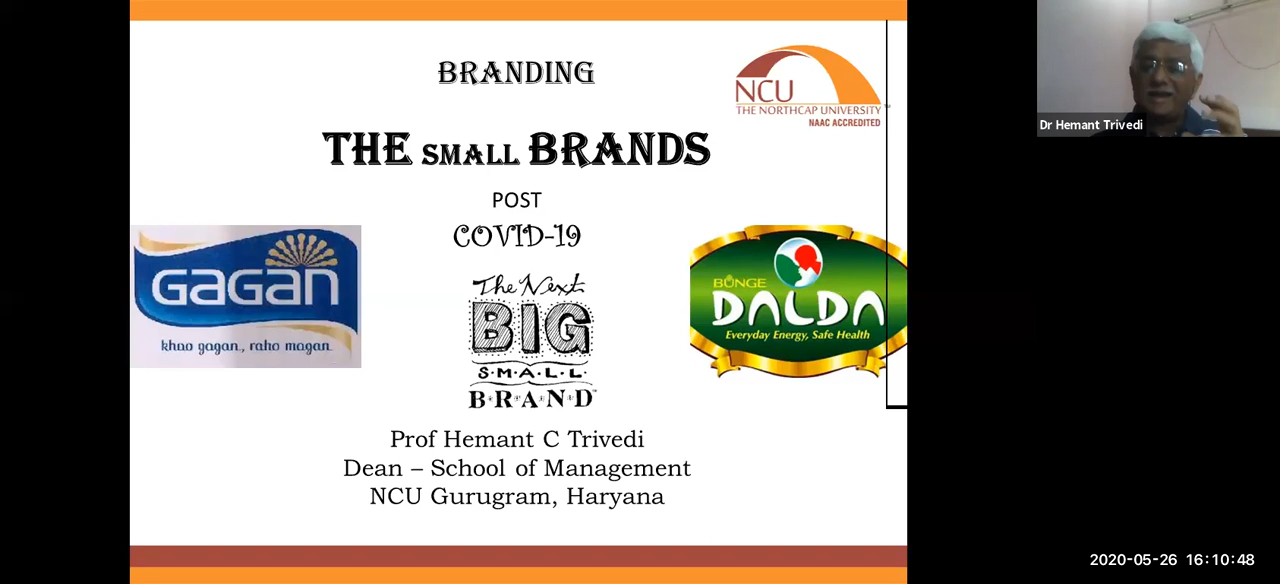 BRANDING
NCU
THE NORTHCAP UNIVERSITY
NAAC ACCREDITED
Dr Hemant Trivedi
THE SMALL BRANDS
POST
COVID-19
GAGAN
khao gagan, raho magan
The Next
BIG
S·M·A·L·L·
B·R·A·N·D™
BUNGE
DALDA
Everyday Energy, Safe Health
Prof Hemant C Trivedi
Dean – School of Management
NCU Gurugram, Haryana
2020-05-26 16:10:48